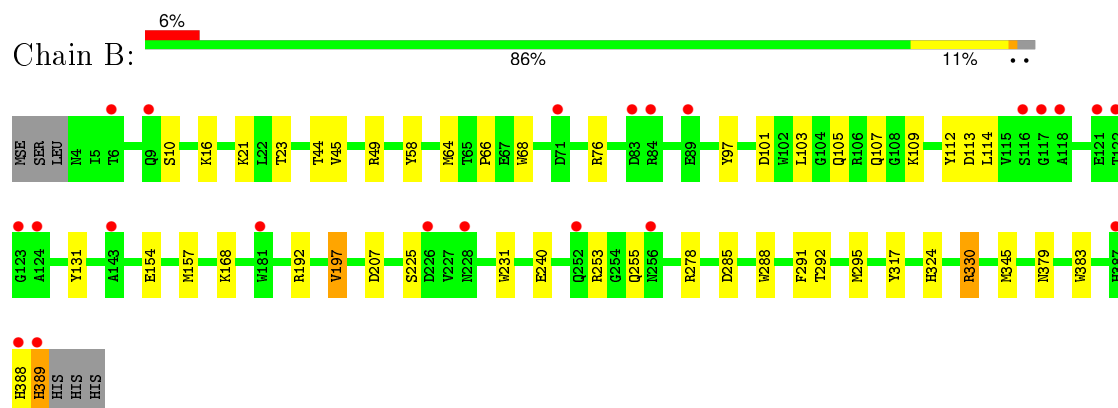 6%
Chain B:
86%
11%
MSE SER LEU N4 I5 T6 Q9 S10 K16 K21 L22 T23 T44 V45 R49 Y58 M64 T65 P66 E67 W68 D71 R76 D83 R84 E89 Y97 D101 W102 L103 G104 Q105 R106 Q107 G108 K109 Y112 D113 L114 V115 S116 G117 A118 E121 T122
G123 A124 Y131 A143 E154 M157 K168 W181 R192 V197 D207 S225 D226 V227 N228 W231 E240 Q252 R253 G254 Q255 N256 R278 D285 W288 F291 T292 M295 Y317 H324 R330 M345 N379 W383
H388 H389 HIS HIS HIS